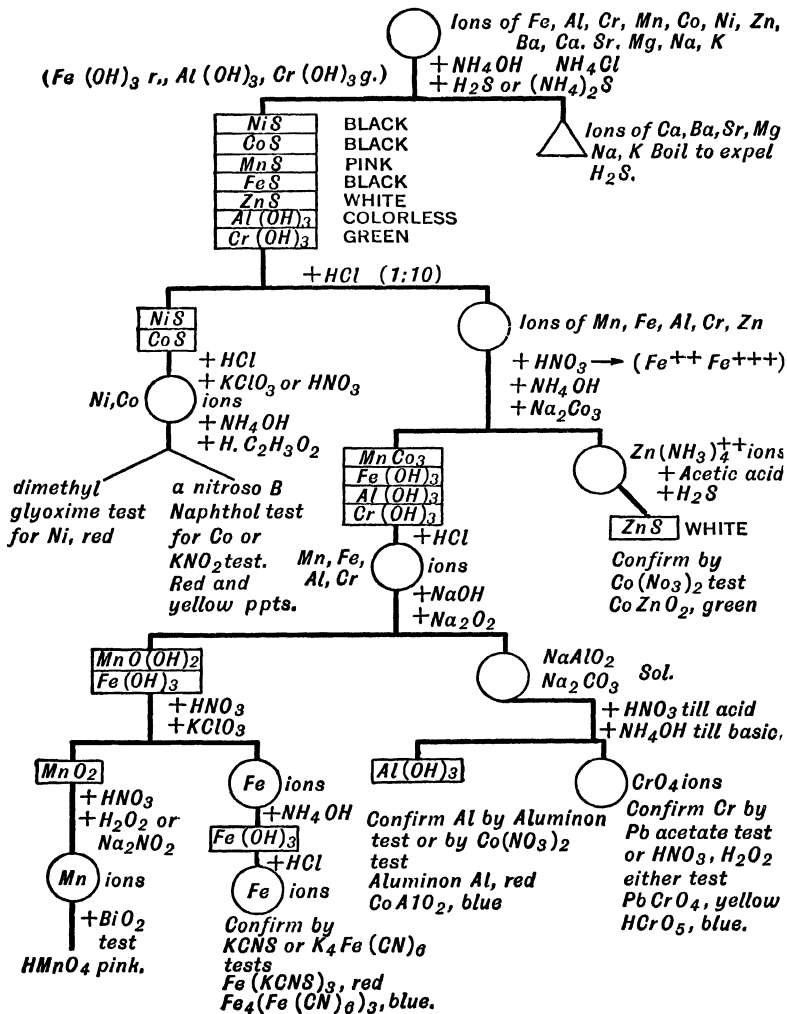 Ions of Fe, Al, Cr, Mn, Co, Ni, Zn,
Ba, Ca. Sr. Mg, Na, K
+NH4OH NH4Cl
+H2S or (NH4)2S
(Fe (OH)3 r., Al (OH)3, Cr (OH)3 g.)
NiS BLACK
CoS BLACK
MnS PINK
FeS BLACK
ZnS WHITE
Al (OH)3 COLORLESS
Cr (OH)3 GREEN
Ions of Ca, Ba, Sr, Mg
Na, K Boil to expel
H2S.
+HCl (1:10)
NiS
CoS
+HCl
+KClO3 or HNO3
Ni, Co ions
+NH4OH
+H. C2H3O2
dimethyl
glyoxime test
for Ni, red
a nitroso B
Naphthol test
for Co or
KNO2 test.
Red and
yellow ppts.
Ions of Mn, Fe, Al, Cr, Zn
+HNO3 → (Fe++ Fe+++)
+NH4OH
+Na2Co3
MnCo3
Fe (OH)3
Al (OH)3
Cr (OH)3
Zn(NH3)4++ ions
+Acetic acid
+H2S
ZnS WHITE
Confirm by
Co(No3)2 test
CoZnO2, green
+HCl
Mn, Fe,
Al, Cr
ions
+NaOH
+Na2O2
MnO(OH)2
Fe (OH)3
+HNO3
+KClO3
NaAlO2
Na2CO3 Sol.
+HNO3 till acid
+NH4OH till basic.
MnO2
+HNO3
+H2O2 or
Na2NO2
Mn ions
+BiO2
test
HMnO4 pink.
Fe ions
+NH4OH
Fe (OH)3
+HCl
Fe ions
Confirm by
KCNS or K4Fe (CN)6
tests
Fe (KCNS)3, red
Fe4(Fe (CN)6)3, blue.
Al(OH)3
Confirm Al by Aluminon
test or by Co(NO3)2
test
Aluminon Al, red
CoA1O2, blue
CrO4 ions
Confirm Cr by
Pb acetate test
or HNO3, H2O2
either test
PbCrO4, yellow
HCrO5, blue.